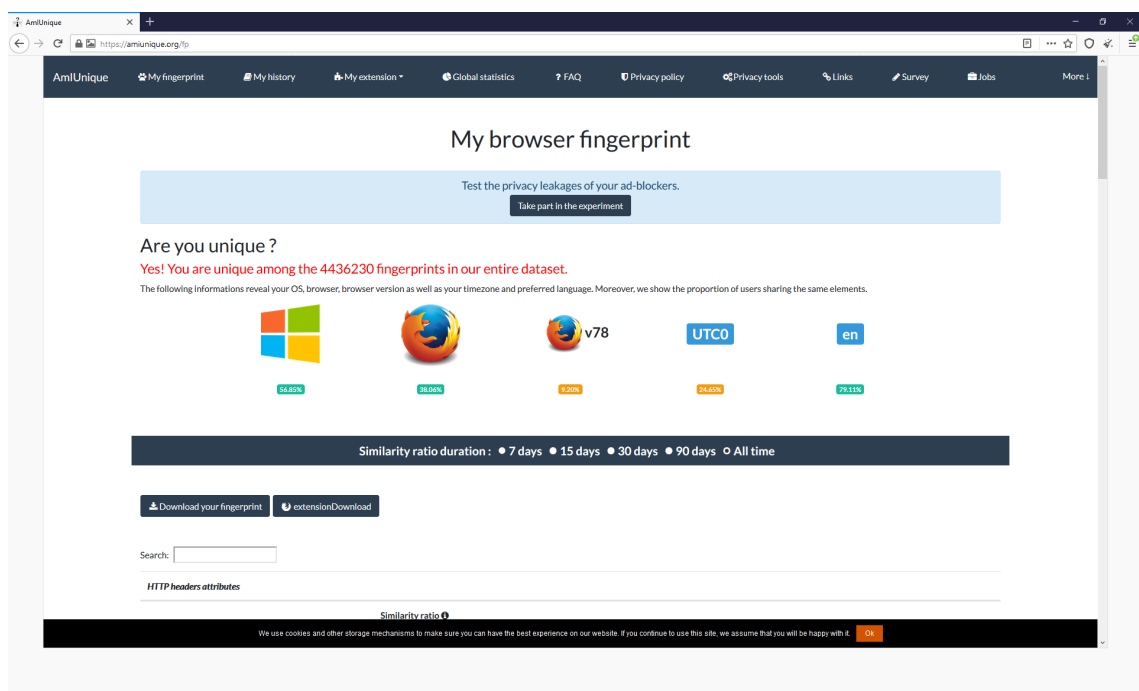 AmIUnique
https://amiunique.org/fp
AmIUnique My fingerprint My history My extension Global statistics ? FAQ Privacy policy Privacy tools Links Survey Jobs More ↓
My browser fingerprint
Test the privacy leakages of your ad-blockers.
Take part in the experiment
Are you unique ?
Yes! You are unique among the 4436230 fingerprints in our entire dataset.
The following informations reveal your OS, browser, browser version as well as your timezone and preferred language. Moreover, we show the proportion of users sharing the same elements.
v78 UTC0 en
56.85% 38.06% 9.20% 24.65% 79.11%
Similarity ratio duration : 7 days 15 days 30 days 90 days All time
Download your fingerprint extensionDownload
Search:
HTTP headers attributes
Similarity ratio
We use cookies and other storage mechanisms to make sure you can have the best experience on our website. If you continue to use this site, we assume that you will be happy with it. Ok